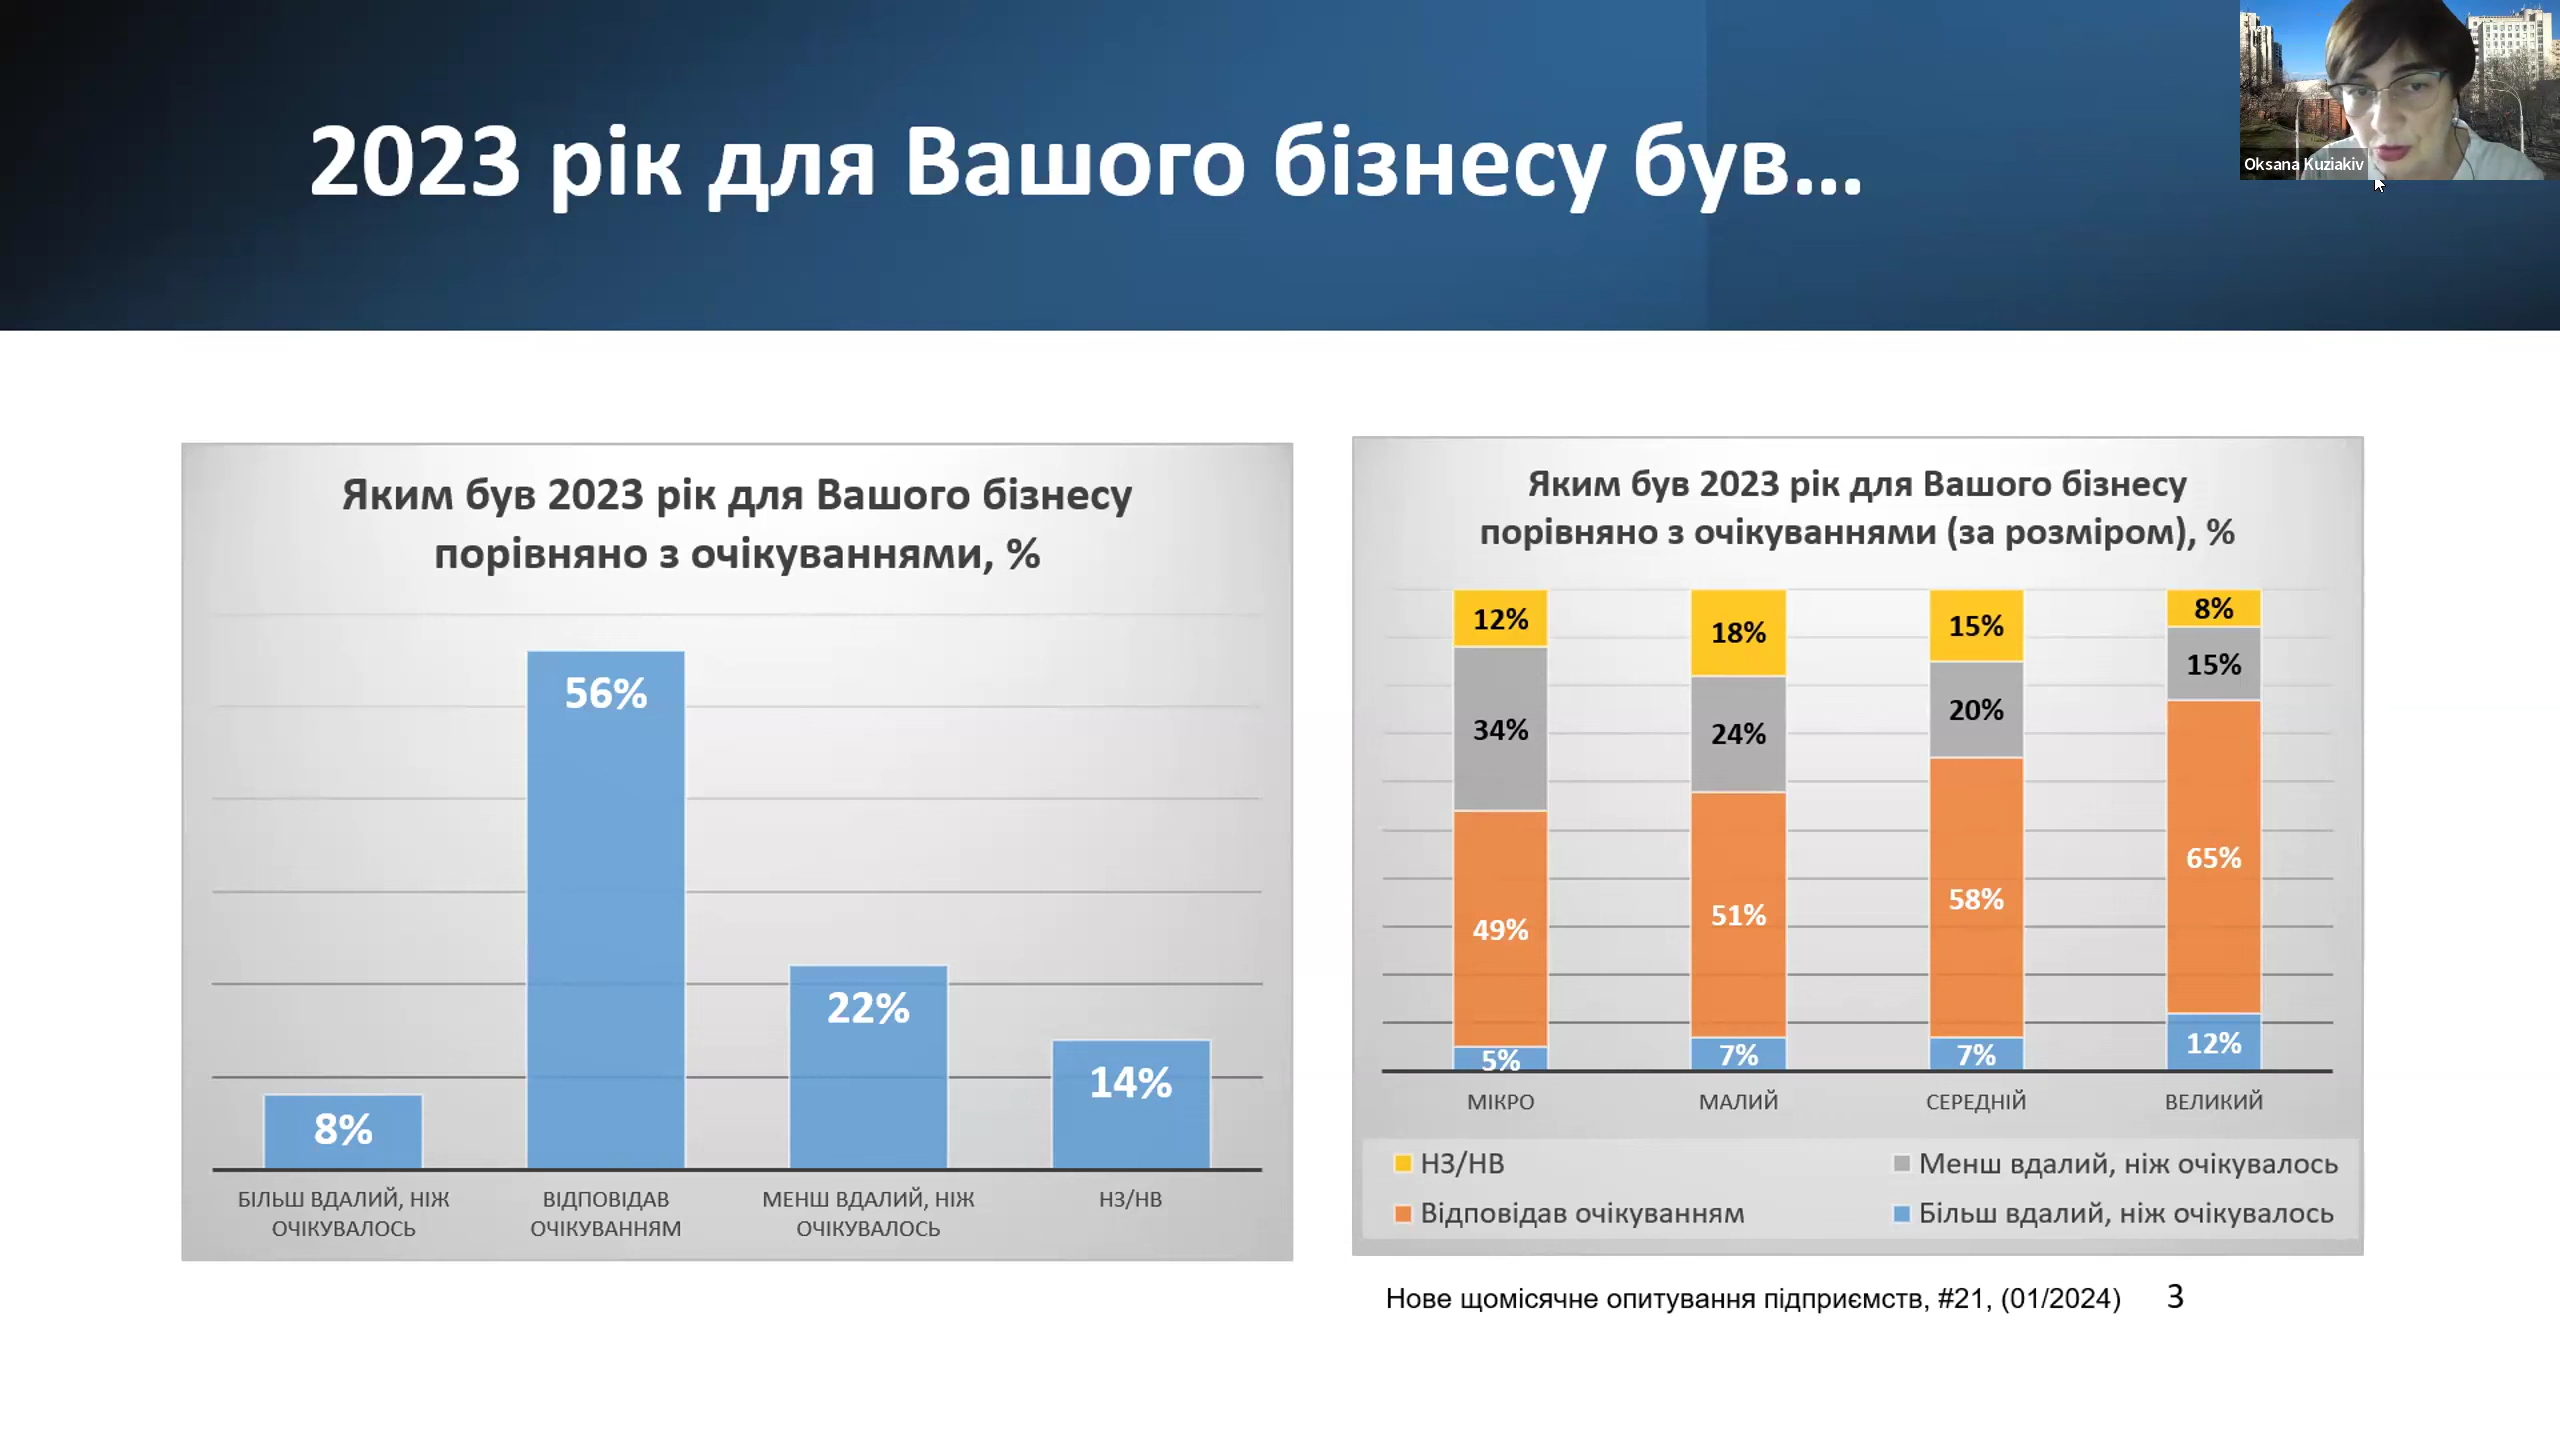 2023 рік для Вашого бізнесу був...
Oksana Kuziakiv
Яким був 2023 рік для Вашого бізнесу
порівняно з очікуваннями, %
56%
22%
14%
8%
БІЛЬШ ВДАЛИЙ, НІЖ
ОЧІКУВАЛОСЬ
ВІДПОВІДАВ
ОЧІКУВАННЯМ
МЕНШ ВДАЛИЙ, НІЖ
ОЧІКУВАЛОСЬ
НЗ/НВ
Яким був 2023 рік для Вашого бізнесу
порівняно з очікуваннями (за розміром), %
12% 18% 15% 8%
34% 24% 20% 15%
49% 51% 58% 65%
5% 7% 7% 12%
МІКРО МАЛИЙ СЕРЕДНІЙ ВЕЛИКИЙ
НЗ/НВ Менш вдалий, ніж очікувалось
Відповідав очікуванням Більш вдалий, ніж очікувалось
Нове щомісячне опитування підприємств, #21, (01/2024) 3